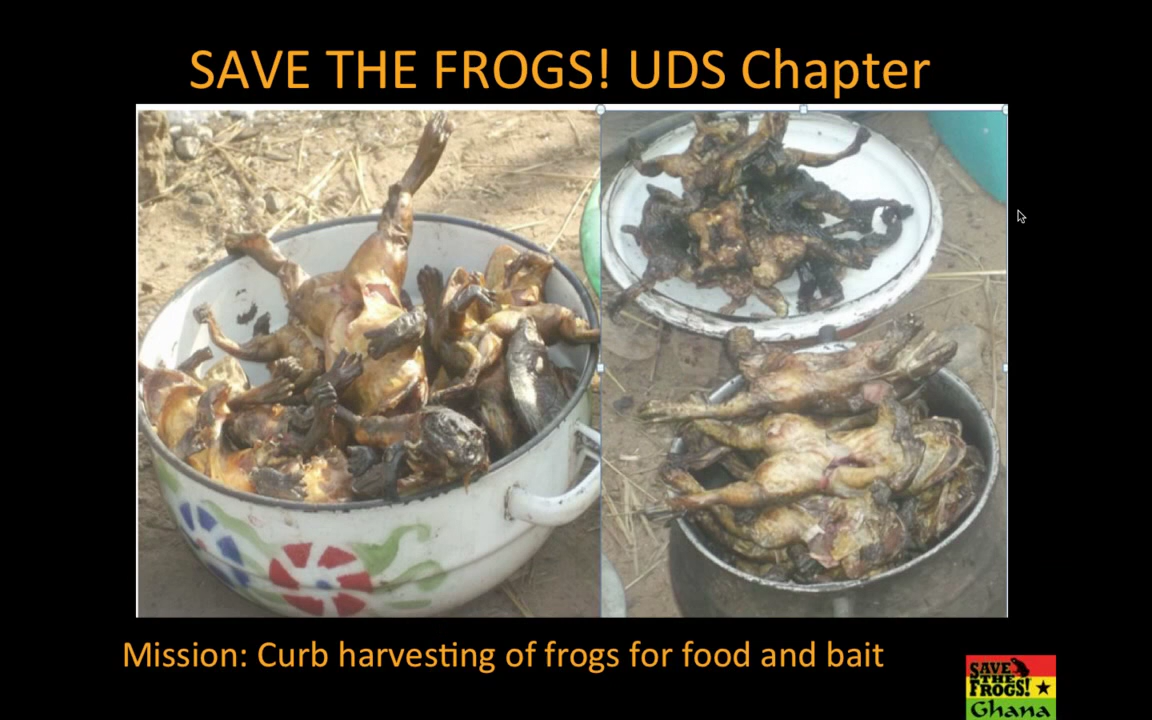 SAVE THE FROGS! UDS Chapter
Mission: Curb harvesting of frogs for food and bait
SAVE
THE
FROGS!
Ghana